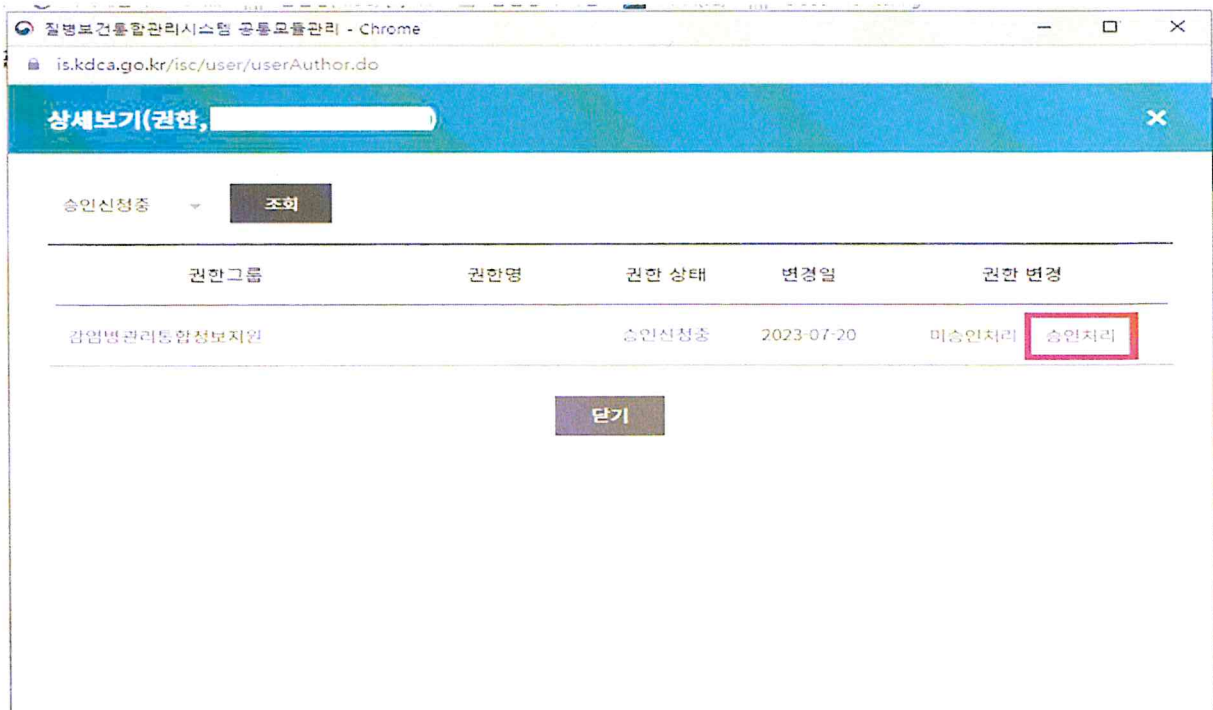 질병보건통합관리시스템 공통모듈관리 - Chrome
is.kdca.go.kr/isc/user/userAuthor.do
상세보기(권한, )
승인신청중 조회
권한그룹 권한명 권한 상태 변경일 권한 변경
감염병관리통합정보지원 승인신청중 2023-07-20 미승인처리 승인처리
닫기